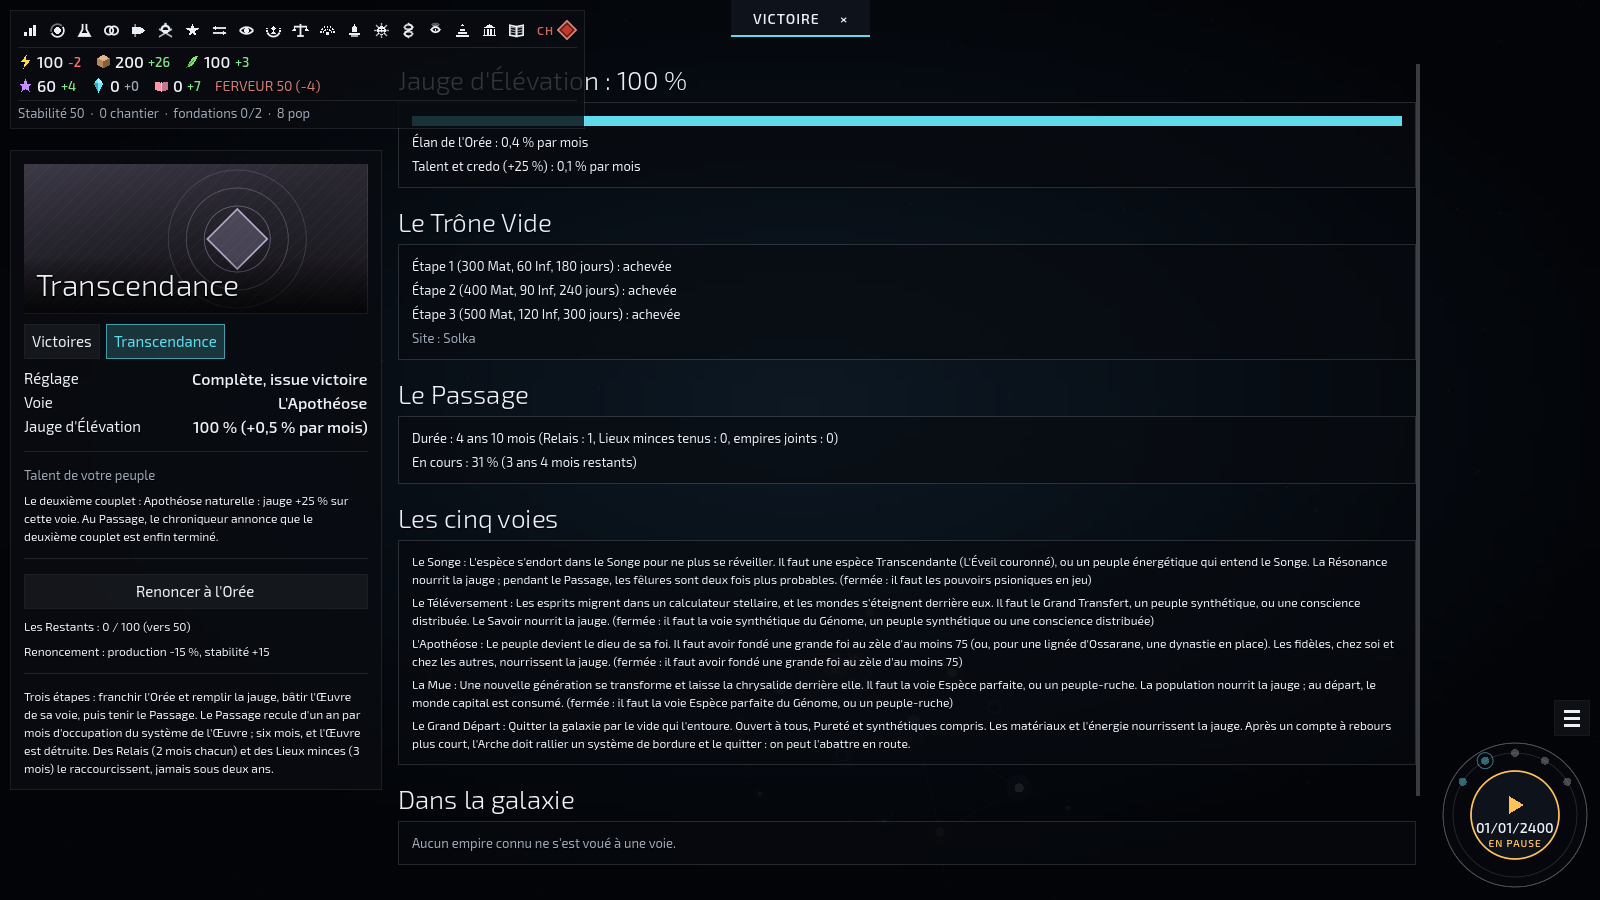 VICTOIRE ×
CH
100 -2 200 +26 100 +3
60 +4 0 +0 0 +7 FERVEUR 50 (-4)
Stabilité 50 · 0 chantier · fondations 0/2 · 8 pop
Transcendance
Victoires Transcendance
Réglage Complète, issue victoire
Voie L'Apothéose
Jauge d'Élévation 100 % (+0,5 % par mois)
Talent de votre peuple
Le deuxième couplet : Apothéose naturelle : jauge +25 % sur
cette voie. Au Passage, le chroniqueur annonce que le
deuxième couplet est enfin terminé.
Renoncer à l'Orée
Les Restants : 0 / 100 (vers 50)
Renoncement : production -15 %, stabilité +15
Trois étapes : franchir l'Orée et remplir la jauge, bâtir l'Œuvre
de sa voie, puis tenir le Passage. Le Passage recule d'un an par
mois d'occupation du système de l'Œuvre ; six mois, et l'Œuvre
est détruite. Des Relais (2 mois chacun) et des Lieux minces (3
mois) le raccourcissent, jamais sous deux ans.
Jauge d'Élévation : 100 %
Élan de l'Orée : 0,4 % par mois
Talent et credo (+25 %) : 0,1 % par mois
Le Trône Vide
Étape 1 (300 Mat, 60 Inf, 180 jours) : achevée
Étape 2 (400 Mat, 90 Inf, 240 jours) : achevée
Étape 3 (500 Mat, 120 Inf, 300 jours) : achevée
Site : Solka
Le Passage
Durée : 4 ans 10 mois (Relais : 1, Lieux minces tenus : 0, empires joints : 0)
En cours : 31 % (3 ans 4 mois restants)
Les cinq voies
Le Songe : L'espèce s'endort dans le Songe pour ne plus se réveiller. Il faut une espèce Transcendante (L'Éveil couronné), ou un peuple énergétique qui entend le Songe. La Résonance
nourrit la jauge ; pendant le Passage, les fêlures sont deux fois plus probables. (fermée : il faut les pouvoirs psioniques en jeu)
Le Téléversement : Les esprits migrent dans un calculateur stellaire, et les mondes s'éteignent derrière eux. Il faut le Grand Transfert, un peuple synthétique, ou une conscience
distribuée. Le Savoir nourrit la jauge. (fermée : il faut la voie synthétique du Génome, un peuple synthétique ou une conscience distribuée)
L'Apothéose : Le peuple devient le dieu de sa foi. Il faut avoir fondé une grande foi au zèle d'au moins 75 (ou, pour une lignée d'Ossarane, une dynastie en place). Les fidèles, chez soi et
chez les autres, nourrissent la jauge. (fermée : il faut avoir fondé une grande foi au zèle d'au moins 75)
La Mue : Une nouvelle génération se transforme et laisse la chrysalide derrière elle. Il faut la voie Espèce parfaite, ou un peuple-ruche. La population nourrit la jauge ; au départ, le
monde capital est consumé. (fermée : il faut la voie Espèce parfaite du Génome, ou un peuple-ruche)
Le Grand Départ : Quitter la galaxie par le vide qui l'entoure. Ouvert à tous, Pureté et synthétiques compris. Les matériaux et l'énergie nourrissent la jauge. Après un compte à rebours
plus court, l'Arche doit rallier un système de bordure et le quitter : on peut l'abattre en route.
Dans la galaxie
Aucun empire connu ne s'est voué à une voie.
01/01/2400
EN PAUSE